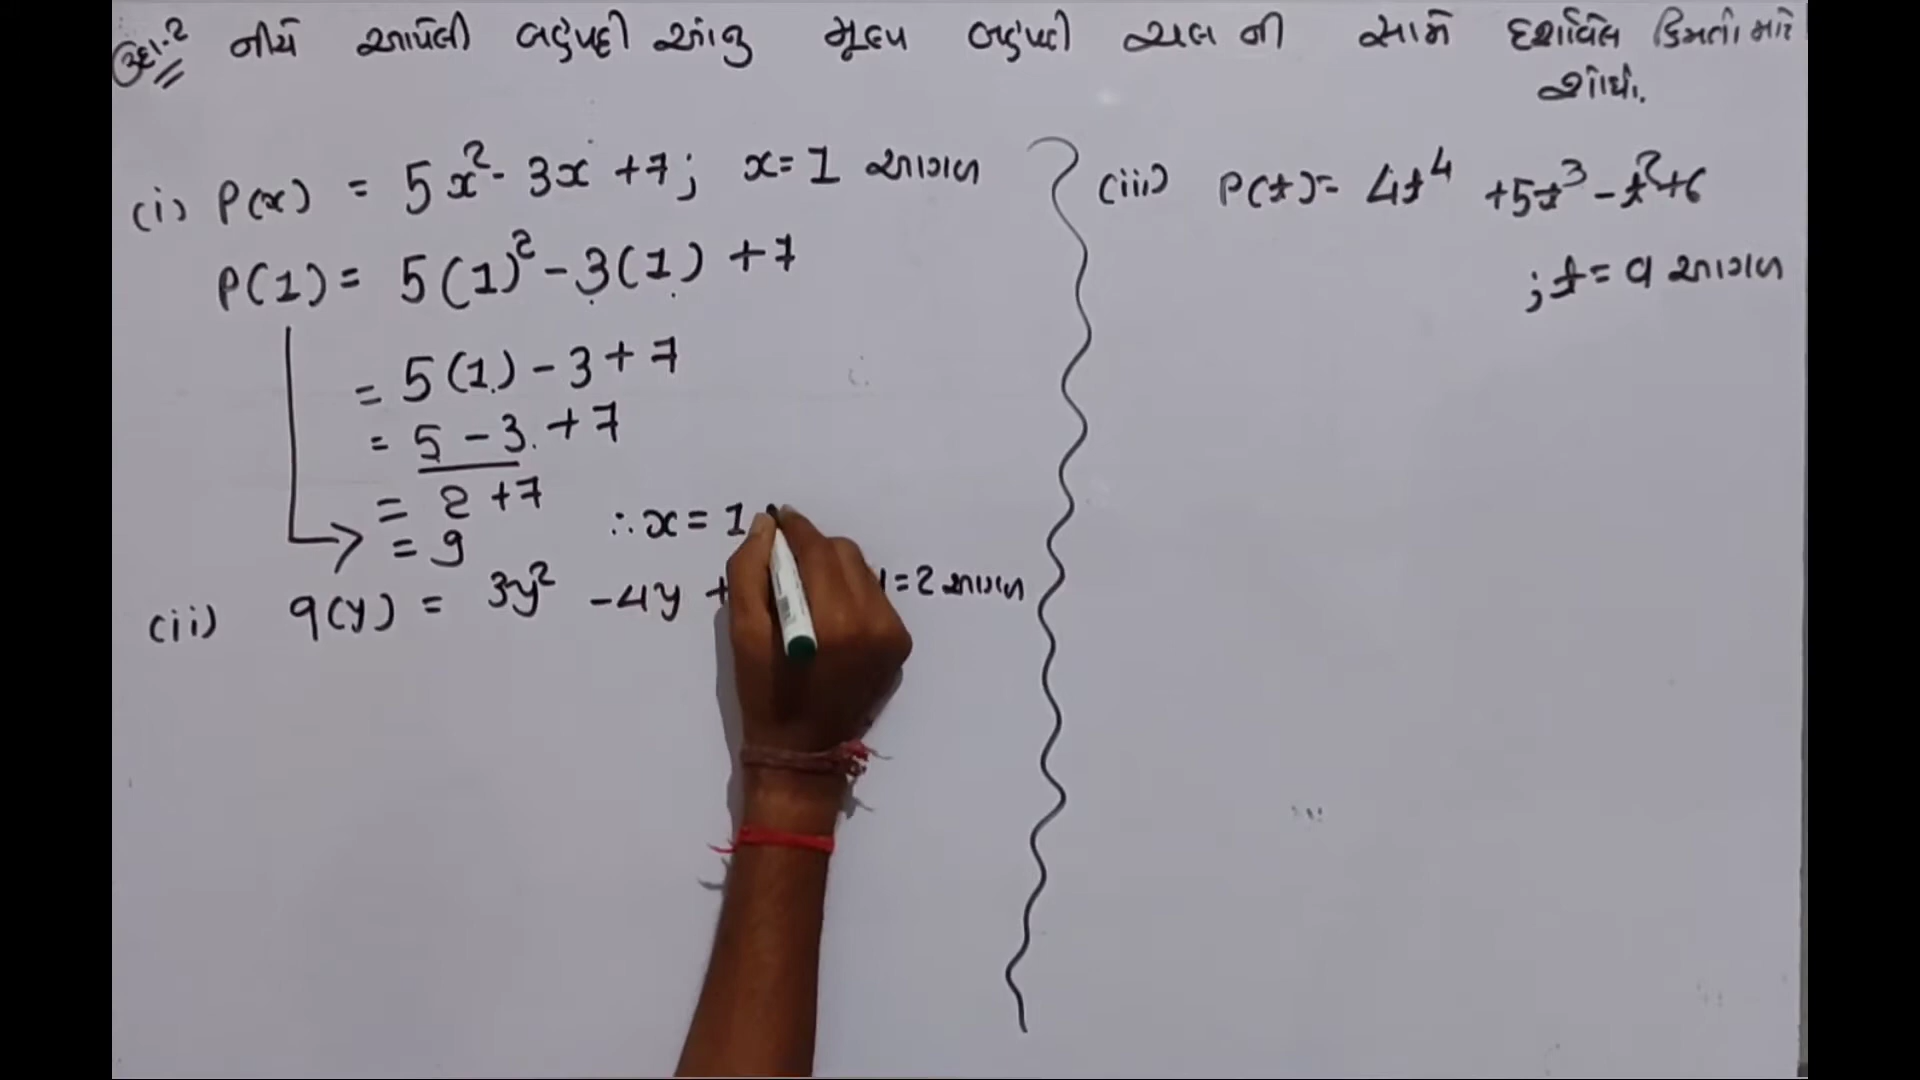 ઉદા.2 નીચે આપેલી બહુપદી ઓનું મૂલ્ય બહુપદી ચલ ની સામે દર્શાવેલ કિંમતો માટે
શોધો.
(i) P(x) = 5x² - 3x + 7; x = 1 આગળ
P(1) = 5(1)² - 3(1) + 7
= 5(1) - 3 + 7
= 5 - 3 + 7
= 2 + 7
= 9
∴ x = 1
(ii) q(y) = 3y² - 4y + = 2 આગળ
(iii) P(t) = 4t⁴ + 5t³ - t² + 6
; t = a આગળ